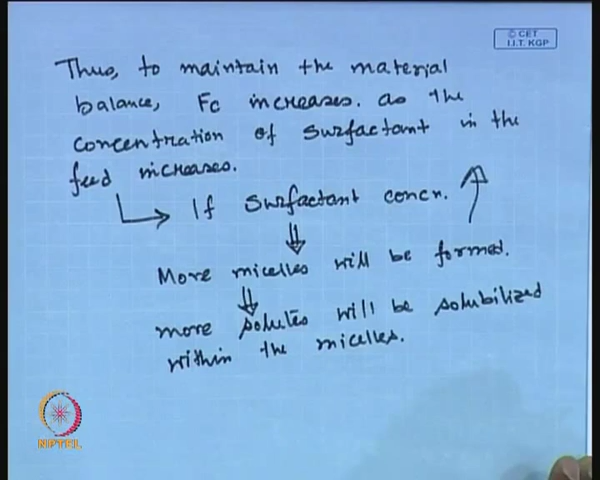 © CET
I.I.T. KGP
Thus, to maintain the material
balance, Fc increases. as the
concentration of surfactant in the
feed increases.
If surfactant concn.
More micelles will be formed.
more solutes will be solubilized
within the micelles.
NPTEL